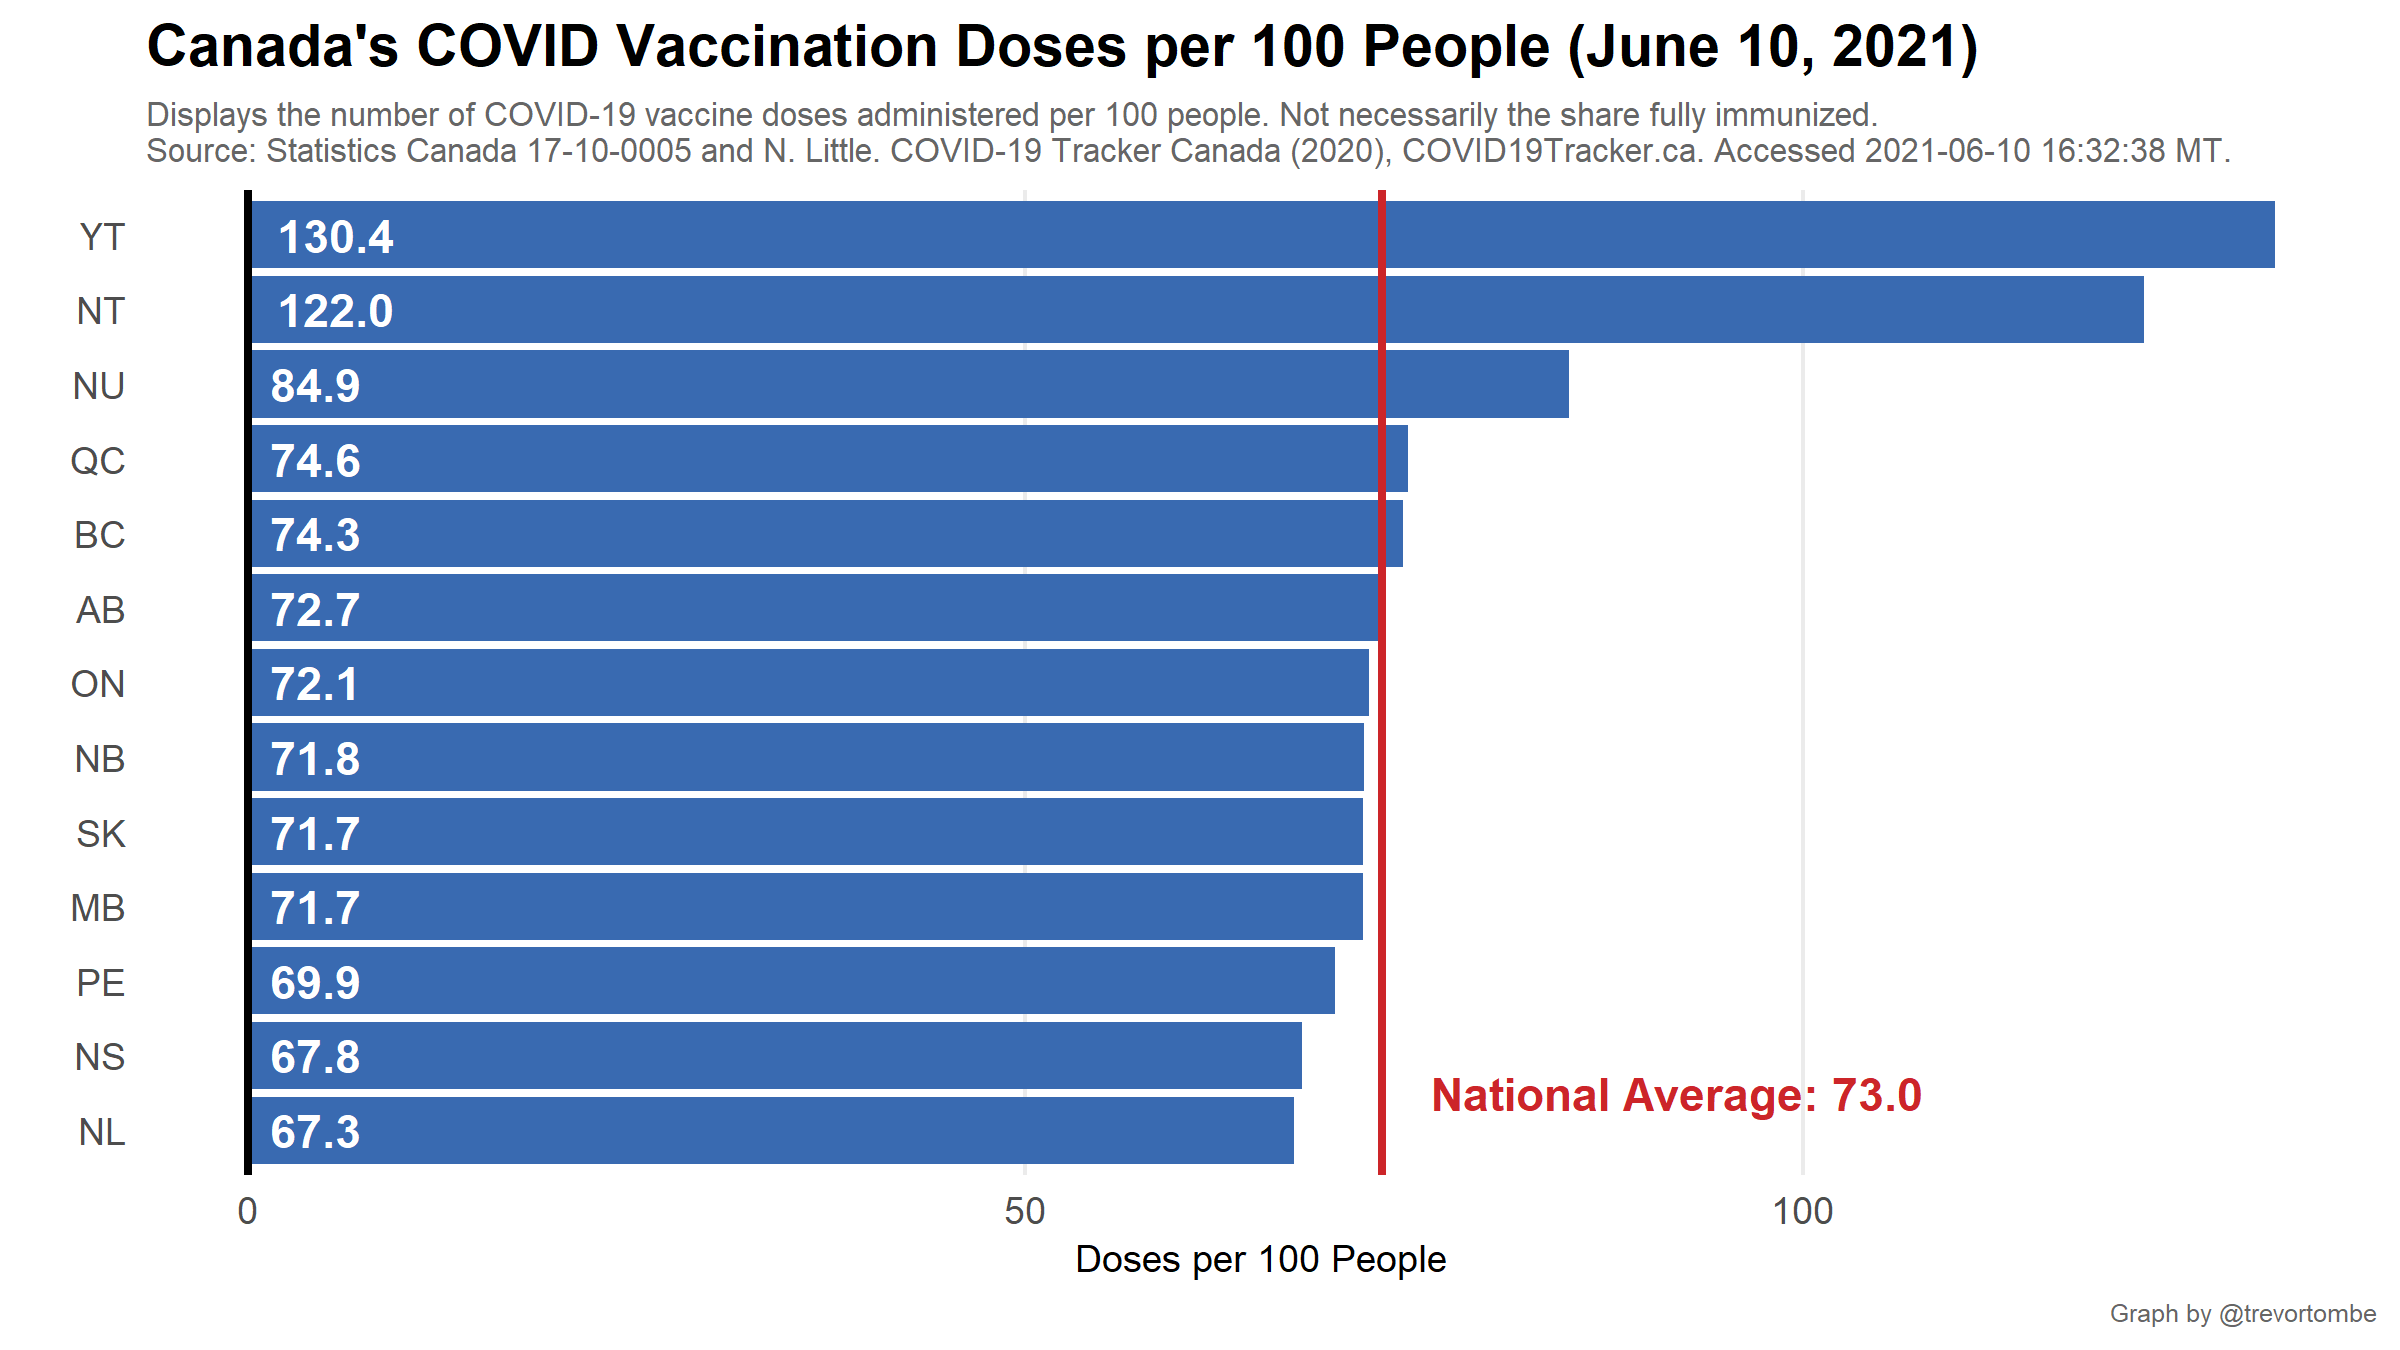 Canada's COVID Vaccination Doses per 100 People (June 10, 2021)
Displays the number of COVID-19 vaccine doses administered per 100 people. Not necessarily the share fully immunized.
Source: Statistics Canada 17-10-0005 and N. Little. COVID-19 Tracker Canada (2020), COVID19Tracker.ca. Accessed 2021-06-10 16:32:38 MT.
YT 130.4
NT 122.0
NU 84.9
QC 74.6
BC 74.3
AB 72.7
ON 72.1
NB 71.8
SK 71.7
MB 71.7
PE 69.9
NS 67.8
National Average: 73.0
NL 67.3
0 50 100
Doses per 100 People
Graph by @trevortombe